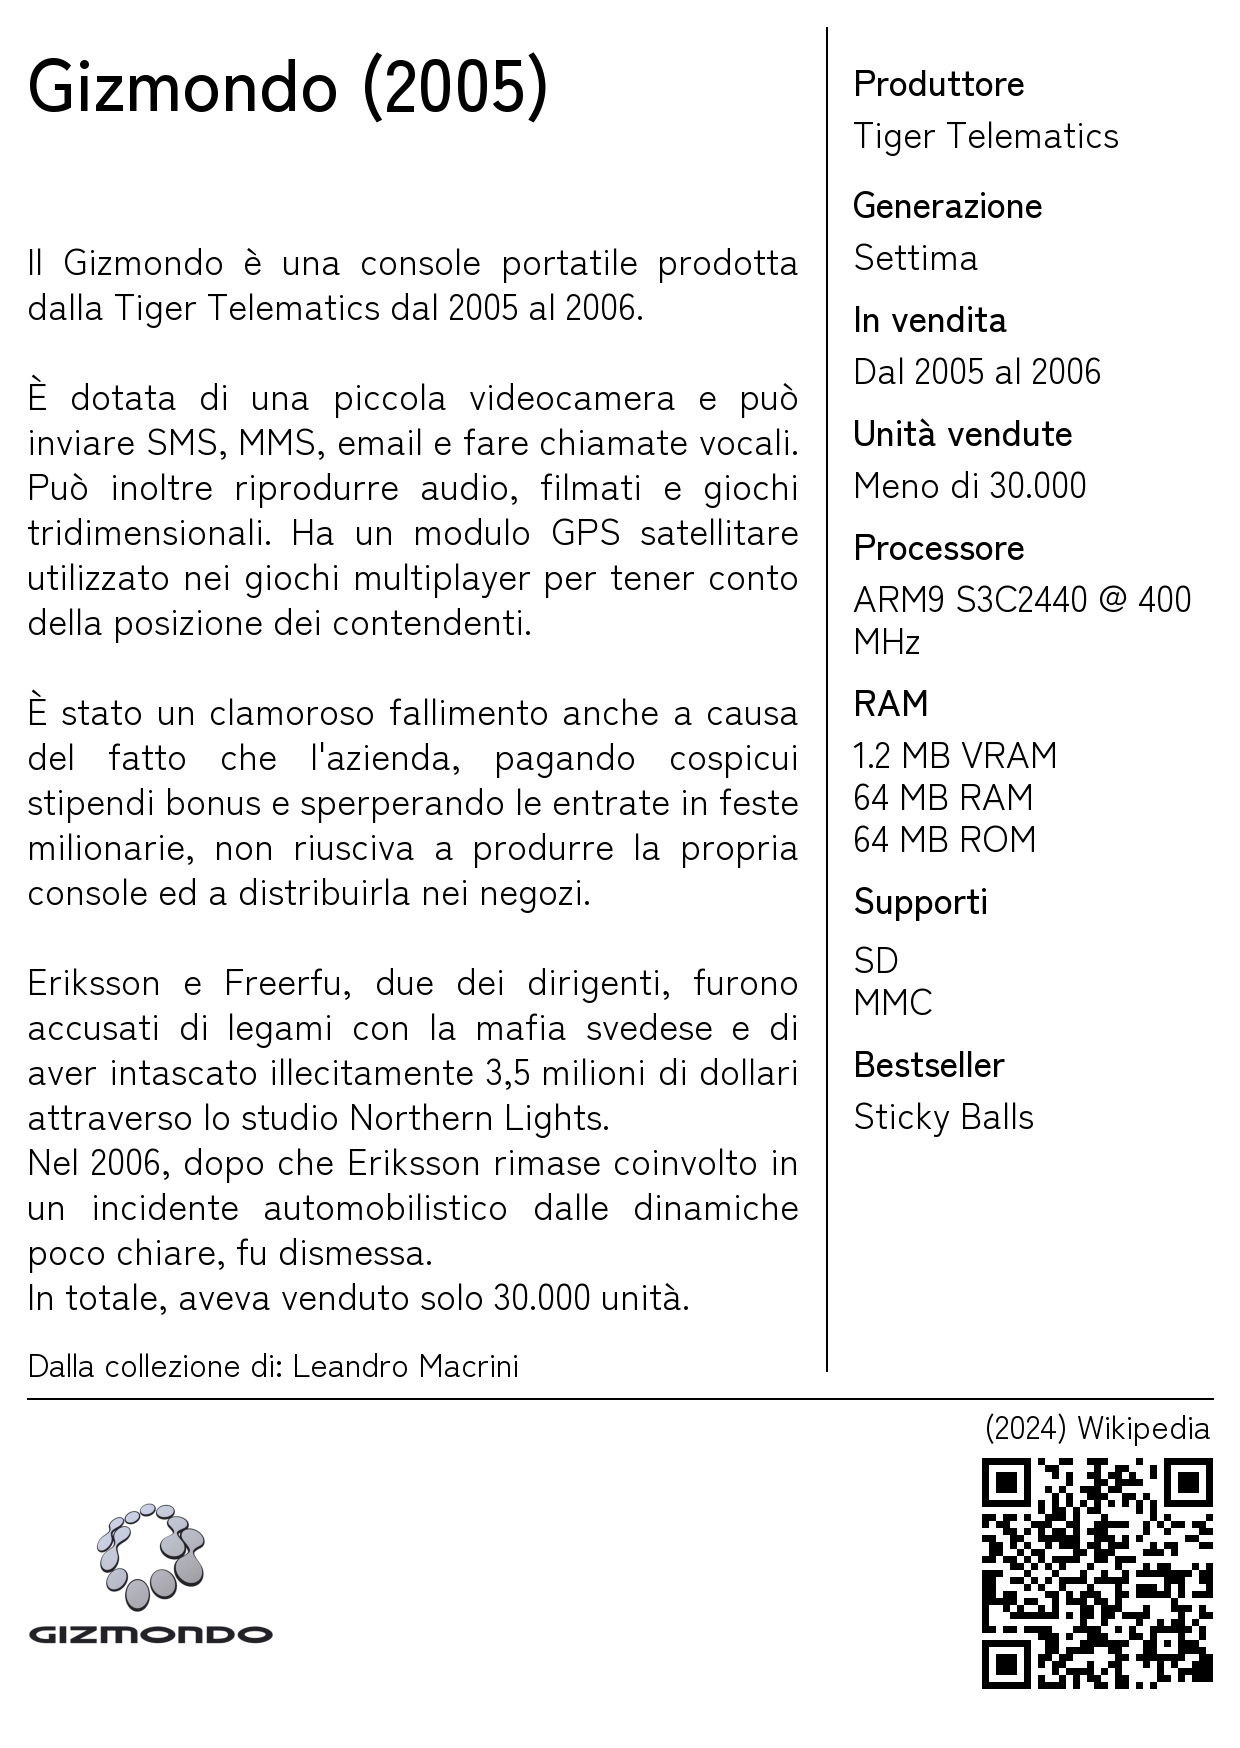 Gizmondo (2005)
Il Gizmondo è una console portatile prodotta
dalla Tiger Telematics dal 2005 al 2006.
È dotata di una piccola videocamera e può
inviare SMS, MMS, email e fare chiamate vocali.
Può inoltre riprodurre audio, filmati e giochi
tridimensionali. Ha un modulo GPS satellitare
utilizzato nei giochi multiplayer per tener conto
della posizione dei contendenti.
È stato un clamoroso fallimento anche a causa
del fatto che l'azienda, pagando cospicui
stipendi bonus e sperperando le entrate in feste
milionarie, non riusciva a produrre la propria
console ed a distribuirla nei negozi.
Eriksson e Freerfu, due dei dirigenti, furono
accusati di legami con la mafia svedese e di
aver intascato illecitamente 3,5 milioni di dollari
attraverso lo studio Northern Lights.
Nel 2006, dopo che Eriksson rimase coinvolto in
un incidente automobilistico dalle dinamiche
poco chiare, fu dismessa.
In totale, aveva venduto solo 30.000 unità.
Dalla collezione di: Leandro Macrini
Produttore
Tiger Telematics
Generazione
Settima
In vendita
Dal 2005 al 2006
Unità vendute
Meno di 30.000
Processore
ARM9 S3C2440 @ 400
MHz
RAM
1.2 MB VRAM
64 MB RAM
64 MB ROM
Supporti
SD
MMC
Bestseller
Sticky Balls
(2024) Wikipedia
GIZMONDO